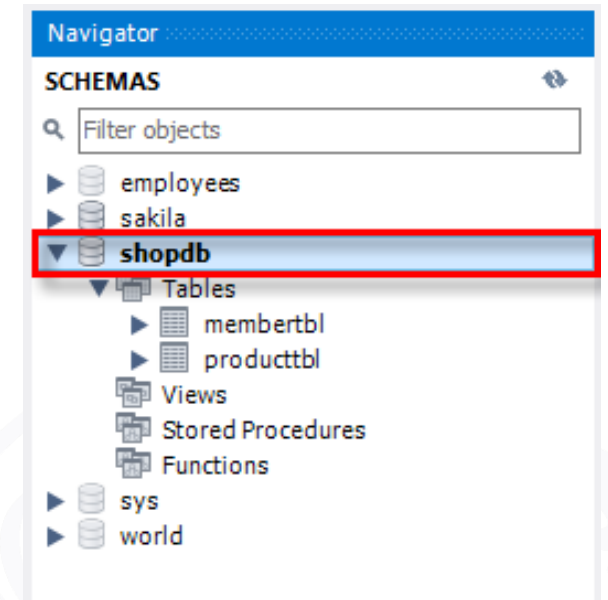 Navigator
SCHEMAS
Filter objects
employees
sakila
shopdb
Tables
membertbl
producttbl
Views
Stored Procedures
Functions
sys
world